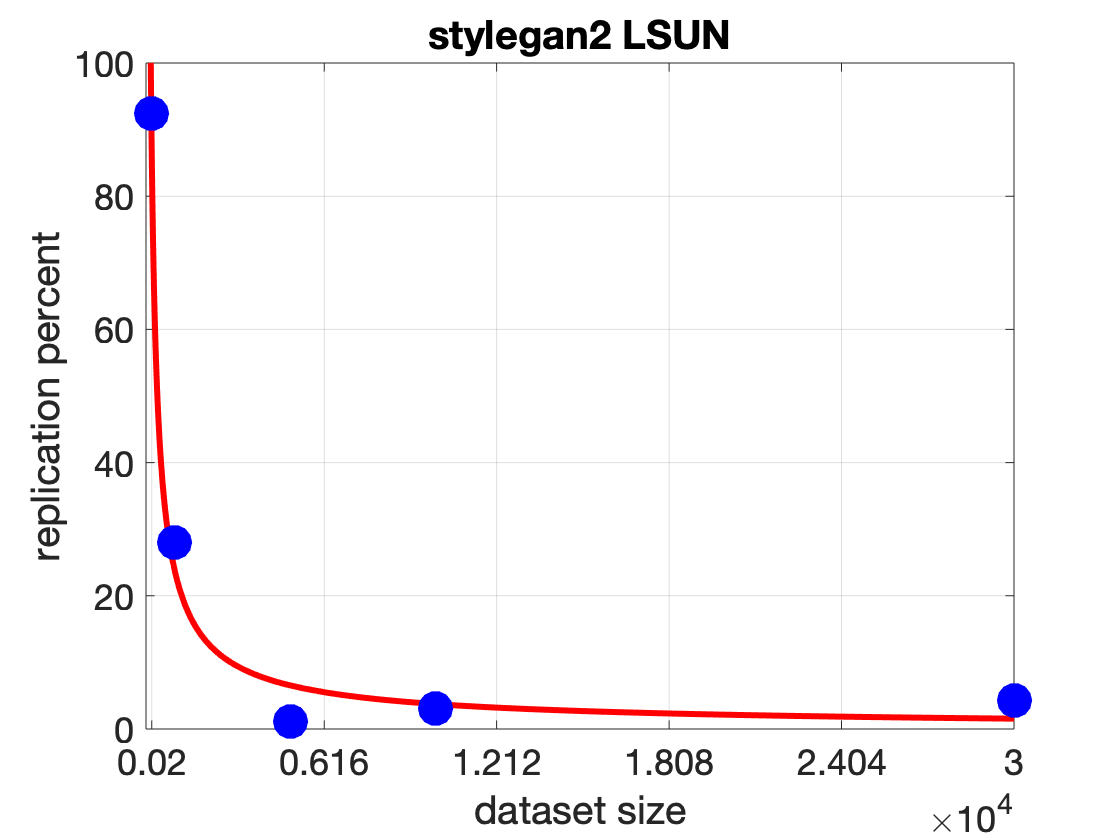 stylegan2 LSUN
100
80
60
40
20
0
replication percent
0.02 0.616 1.212 1.808 2.404 3
dataset size
×10⁴